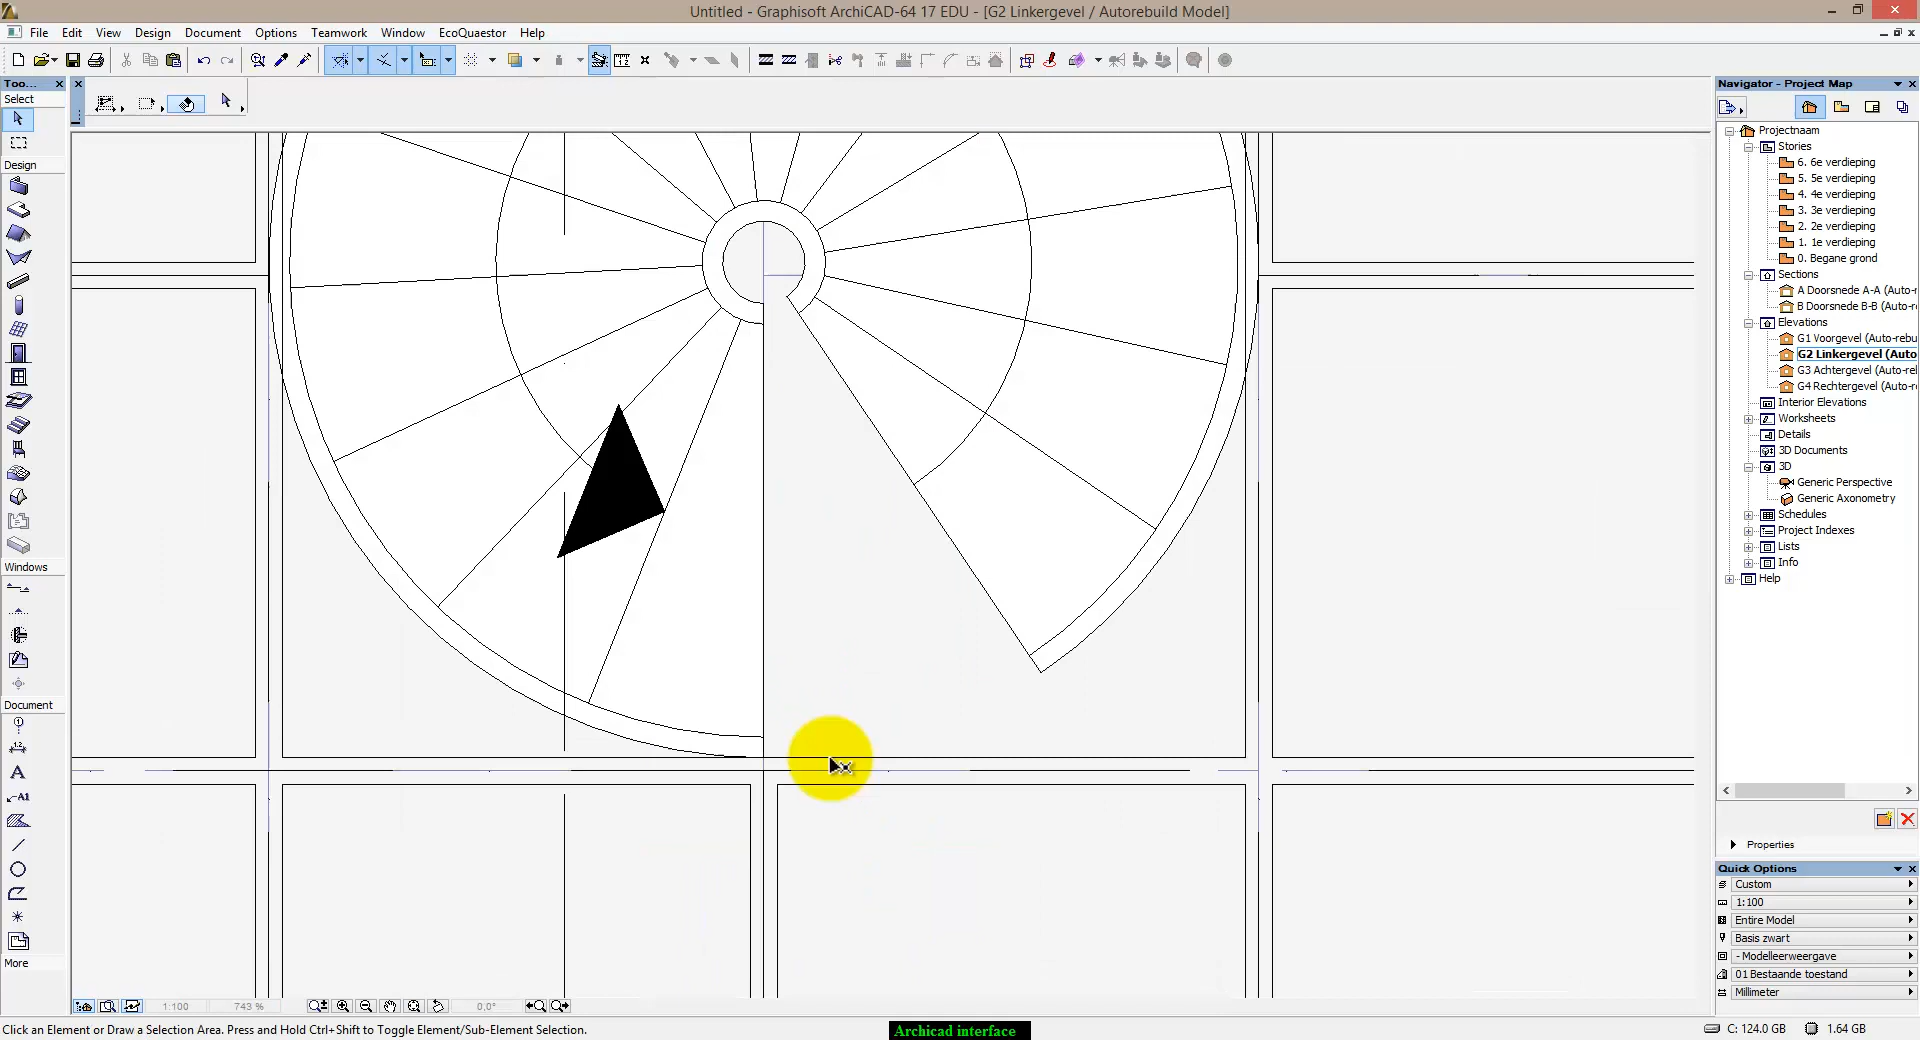 Untitled - Graphisoft ArchiCAD-64 17 EDU - [G2 Linkergevel / Autorebuild Model]
File Edit View Design Document Options Teamwork Window EcoQuaestor Help
Too...
Select
Design
Windows
Document
More
1:100 743 % 0,0°
Click an Element or Draw a Selection Area. Press and Hold Ctrl+Shift to Toggle Element/Sub-Element Selection.
Archicad interface
C: 124.0 GB 1.64 GB
Navigator - Project Map
Projectnaam
Stories
6. 6e verdieping
5. 5e verdieping
4. 4e verdieping
3. 3e verdieping
2. 2e verdieping
1. 1e verdieping
0. Begane grond
Sections
A Doorsnede A-A (Auto-r
B Doorsnede B-B (Auto-r
Elevations
G1 Voorgevel (Auto-rebu
G2 Linkergevel (Auto
G3 Achtergevel (Auto-rel
G4 Rechtergevel (Auto-r
Interior Elevations
Worksheets
Details
3D Documents
3D
Generic Perspective
Generic Axonometry
Schedules
Project Indexes
Lists
Info
Help
Properties
Quick Options
Custom
1:100
Entire Model
Basis zwart
- Modelleerweergave
01 Bestaande toestand
Millimeter